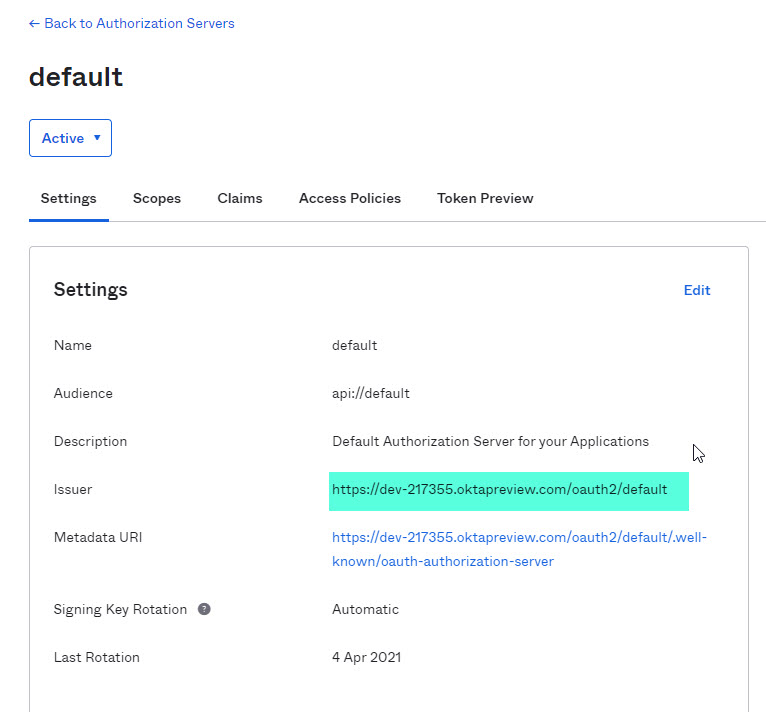 ← Back to Authorization Servers
default
Active ▼
Settings Scopes Claims Access Policies Token Preview
Settings Edit
Name default
Audience api://default
Description Default Authorization Server for your Applications
Issuer https://dev-217355.oktapreview.com/oauth2/default
Metadata URI https://dev-217355.oktapreview.com/oauth2/default/.well-
known/oauth-authorization-server
Signing Key Rotation ? Automatic
Last Rotation 4 Apr 2021